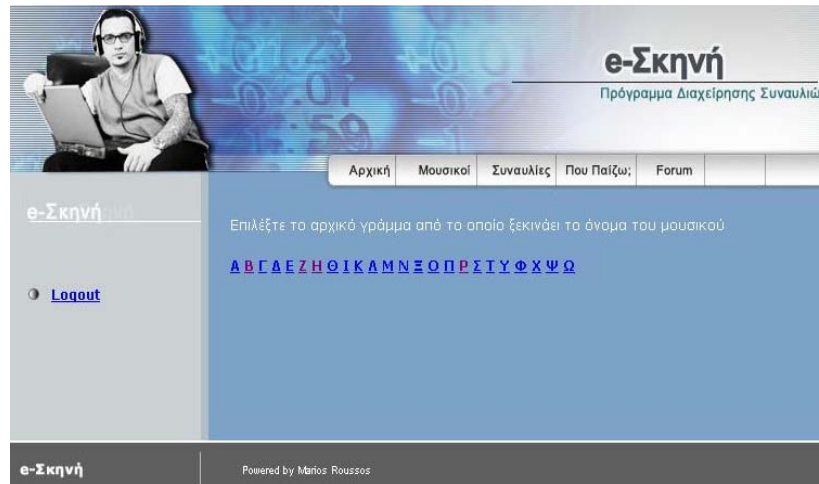 e-Σκηνή
Πρόγραμμα Διαχείρησης Συναυλιώ
Αρχική Μουσικοί Συναυλίες Που Παίζω; Forum
e-Σκηνή
Επιλέξτε το αρχικό γράμμα από το οποίο ξεκινάει το όνομα του μουσικού
Α Β Γ Δ Ε Ζ Η Θ Ι Κ Λ Μ Ν Ξ Ο Π Ρ Σ Τ Υ Φ Χ Ψ Ω
Logout
e-Σκηνή
Powered by Marios Roussos